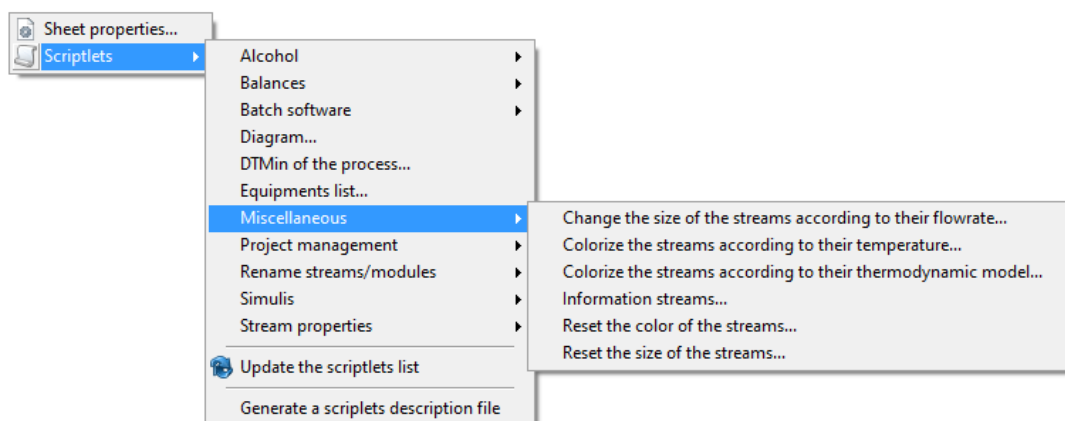 Sheet properties...
Scriptlets
Alcohol
Balances
Batch software
Diagram...
DTMin of the process...
Equipments list...
Miscellaneous
Project management
Rename streams/modules
Simulis
Stream properties
Update the scriptlets list
Generate a scriplets description file
Change the size of the streams according to their flowrate...
Colorize the streams according to their temperature...
Colorize the streams according to their thermodynamic model...
Information streams...
Reset the color of the streams...
Reset the size of the streams...